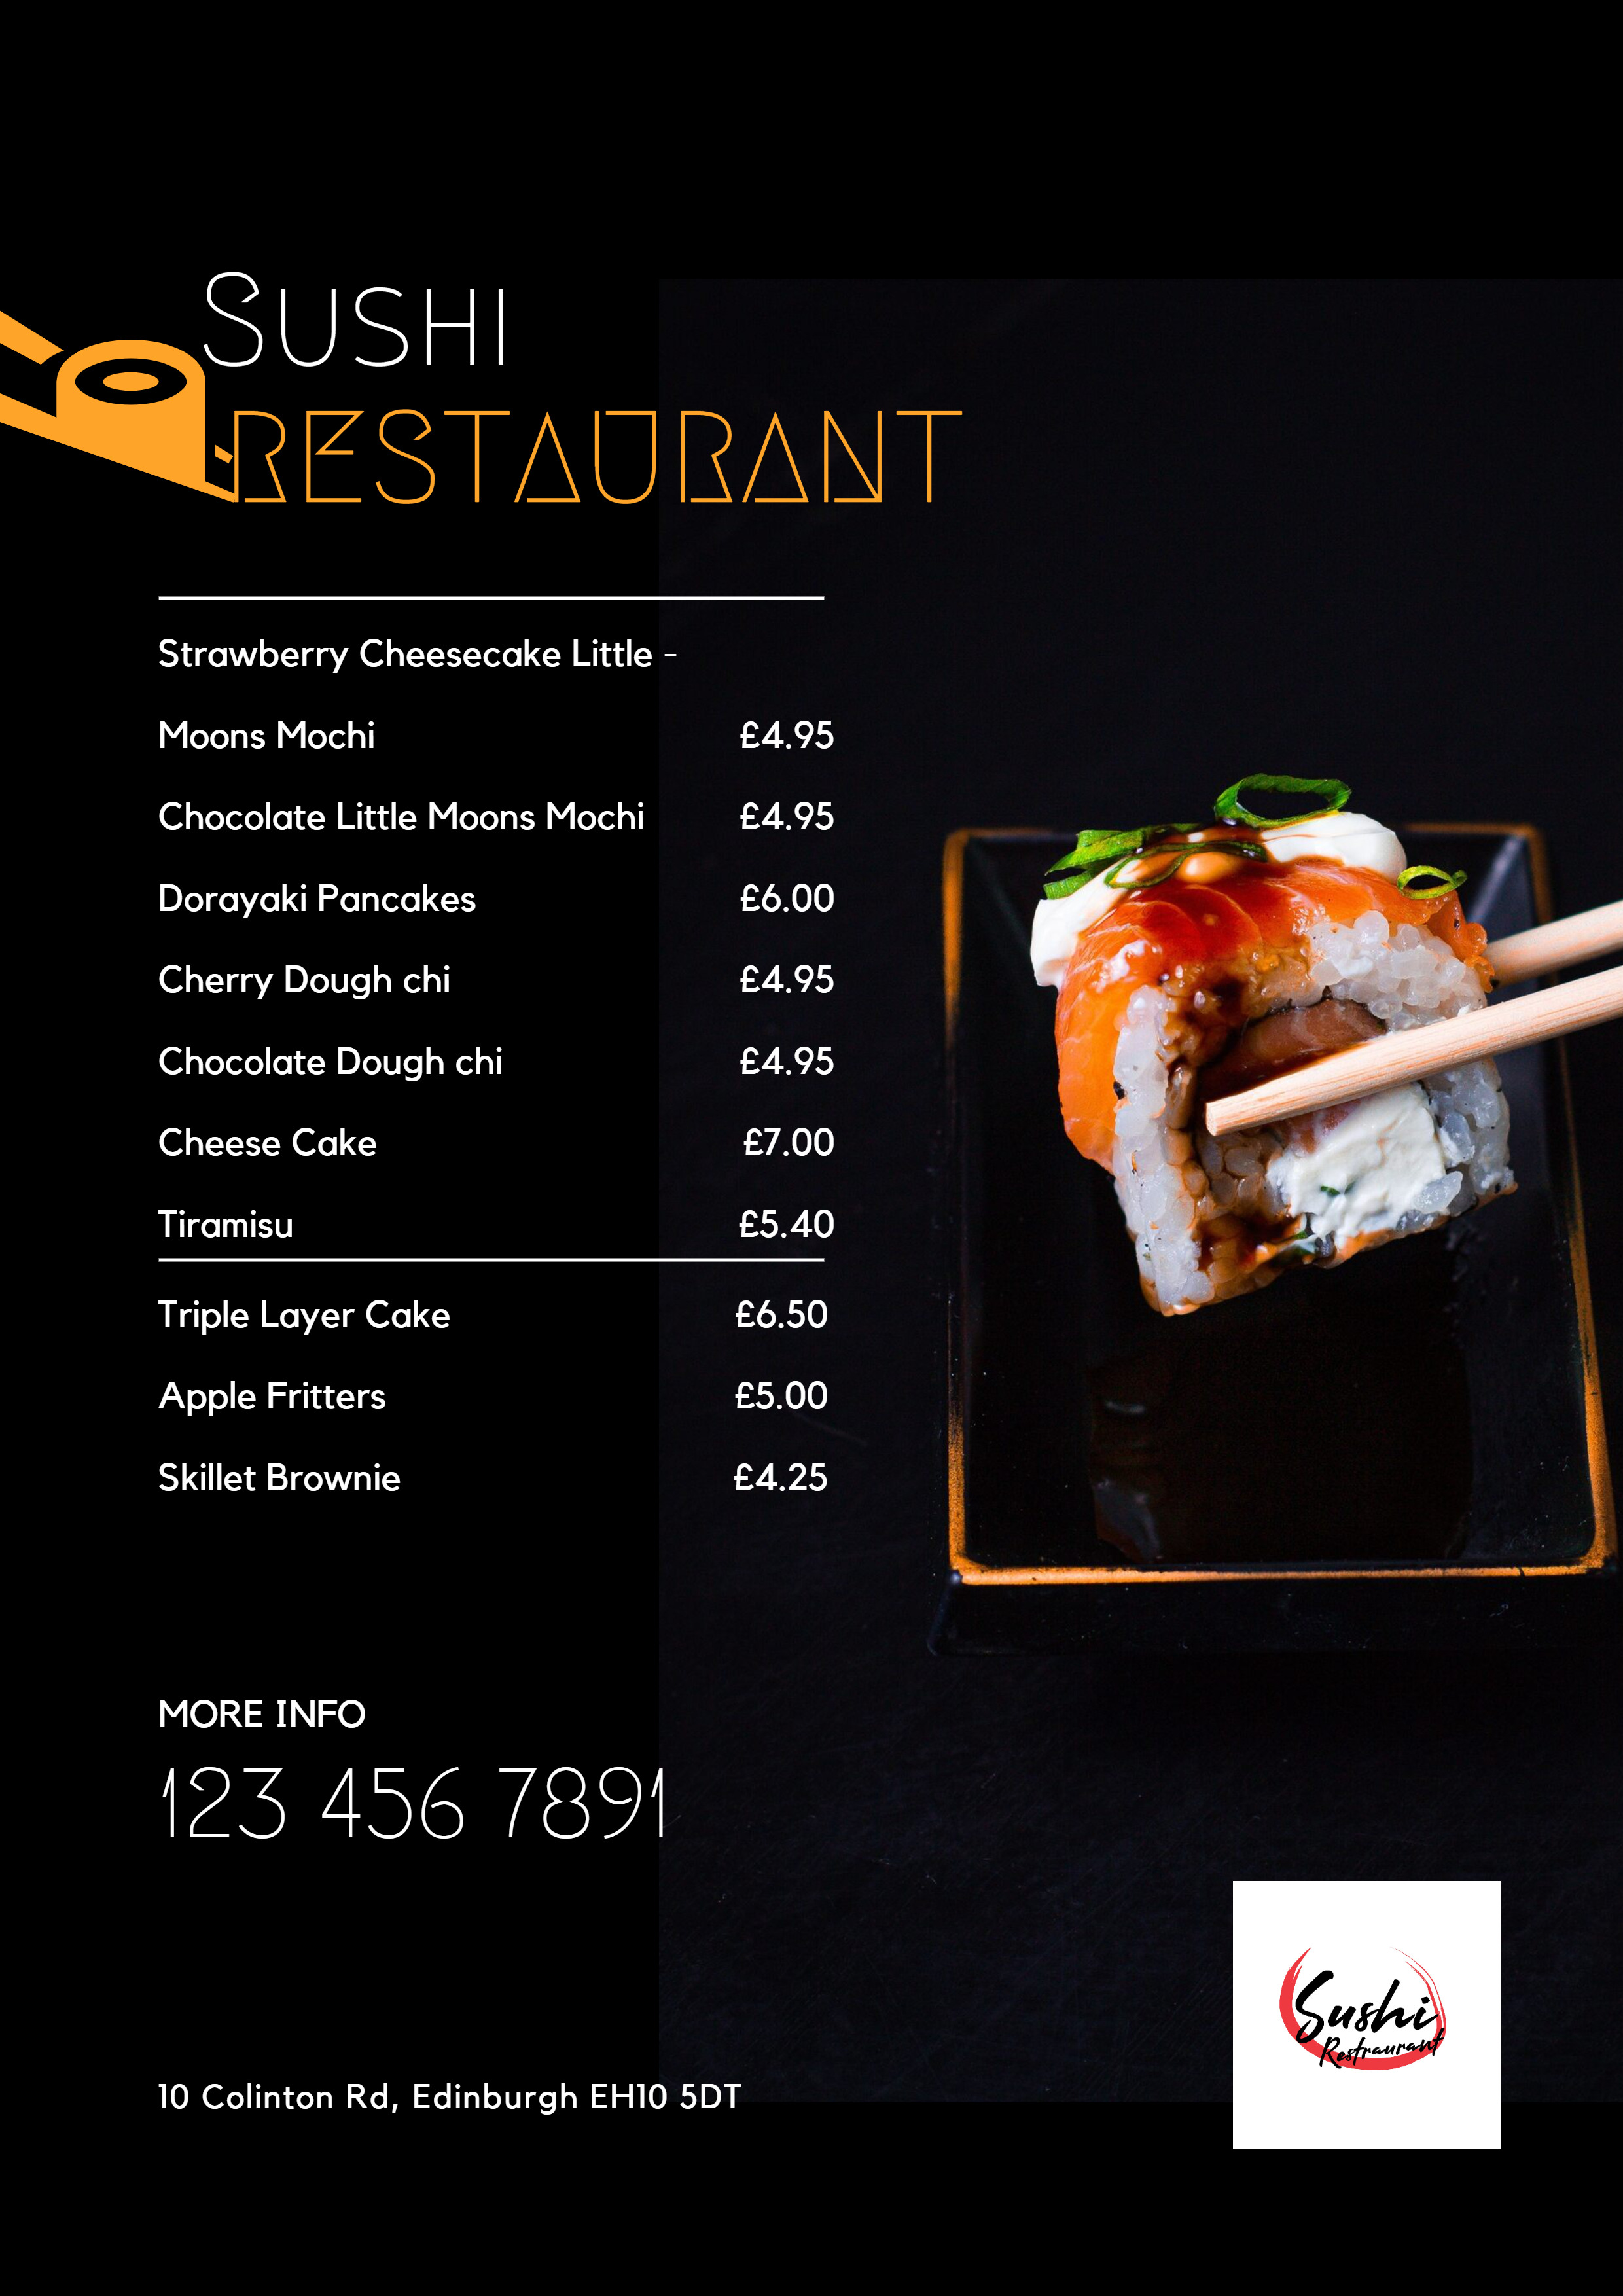 Sushi
RESTAURANT
Strawberry Cheesecake Little -
Moons Mochi £4.95
Chocolate Little Moons Mochi £4.95
Dorayaki Pancakes £6.00
Cherry Dough chi £4.95
Chocolate Dough chi £4.95
Cheese Cake £7.00
Tiramisu £5.40
Triple Layer Cake £6.50
Apple Fritters £5.00
Skillet Brownie £4.25
MORE INFO
123 456 7891
Sushi
Restraurant
10 Colinton Rd, Edinburgh EH10 5DT